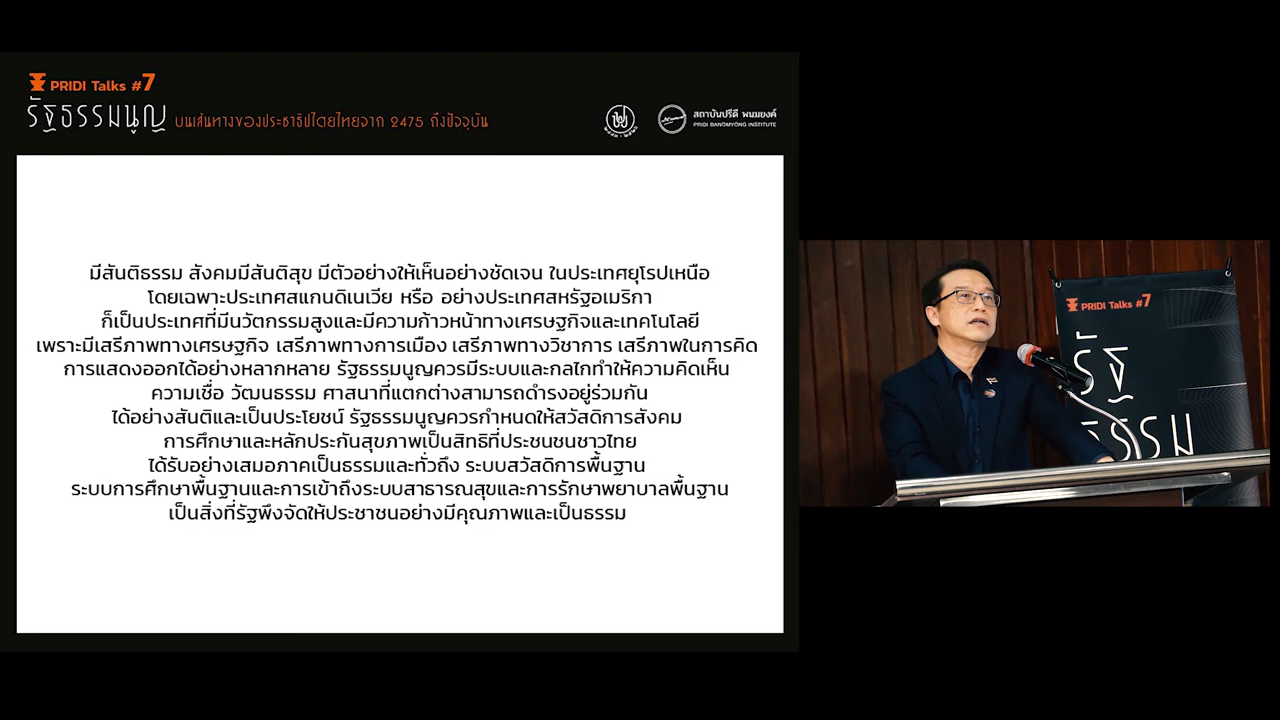 PRIDI Talks #7
รัฐธรรมนูญ บนเส้นทางของประชาธิปไตยไทยจาก 2475 ถึงปัจจุบัน
สถาบันปรีดี พนมยงค์
PRIDI BANOMYONG INSTITUTE
มีสันติธรรม สังคมมีสันติสุข มีตัวอย่างให้เห็นอย่างชัดเจน ในประเทศยุโรปเหนือ
โดยเฉพาะประเทศสแกนดิเนเวีย หรือ อย่างประเทศสหรัฐอเมริกา
ก็เป็นประเทศที่มีนวัตกรรมสูงและมีความก้าวหน้าทางเศรษฐกิจและเทคโนโลยี
เพราะมีเสรีภาพทางเศรษฐกิจ เสรีภาพทางการเมือง เสรีภาพทางวิชาการ เสรีภาพในการคิด
การแสดงออกได้อย่างหลากหลาย รัฐธรรมนูญควรมีระบบและกลไกทำให้ความคิดเห็น
ความเชื่อ วัฒนธรรม ศาสนาที่แตกต่างสามารถดำรงอยู่ร่วมกัน
ได้อย่างสันติและเป็นประโยชน์ รัฐธรรมนูญควรกำหนดให้สวัสดิการสังคม
การศึกษาและหลักประกันสุขภาพเป็นสิทธิที่ประชนชนชาวไทย
ได้รับอย่างเสมอภาคเป็นธรรมและทั่วถึง ระบบสวัสดิการพื้นฐาน
ระบบการศึกษาพื้นฐานและการเข้าถึงระบบสาธารณสุขและการรักษาพยาบาลพื้นฐาน
เป็นสิ่งที่รัฐพึงจัดให้ประชาชนอย่างมีคุณภาพและเป็นธรรม
PRIDI Talks #7
รัฐ
ธรรม